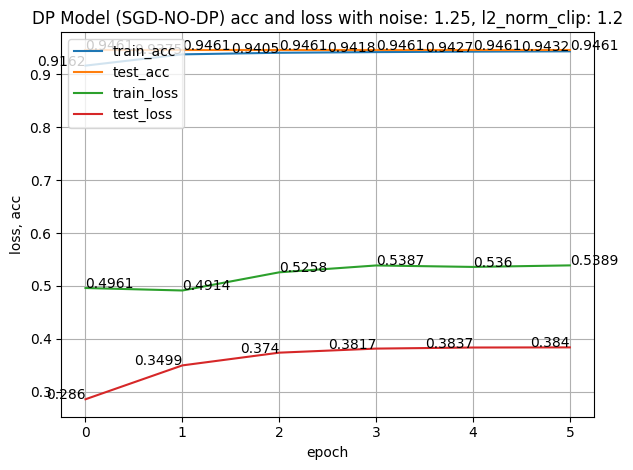 DP Model (SGD-NO-DP) acc and loss with noise: 1.25, l2_norm_clip: 1.2
0.9461 0.9461 0.9461 0.9461 0.9461 0.9461
0.9162 0.9375 0.9405 0.9418 0.9427 0.9432
train_acc
test_acc
train_loss
test_loss
0.4961 0.4914 0.5258 0.5387 0.536 0.5389
0.286 0.3499 0.374 0.3817 0.3837 0.384
loss, acc
0.9
0.8
0.7
0.6
0.5
0.4
0.3
0 1 2 3 4 5
epoch